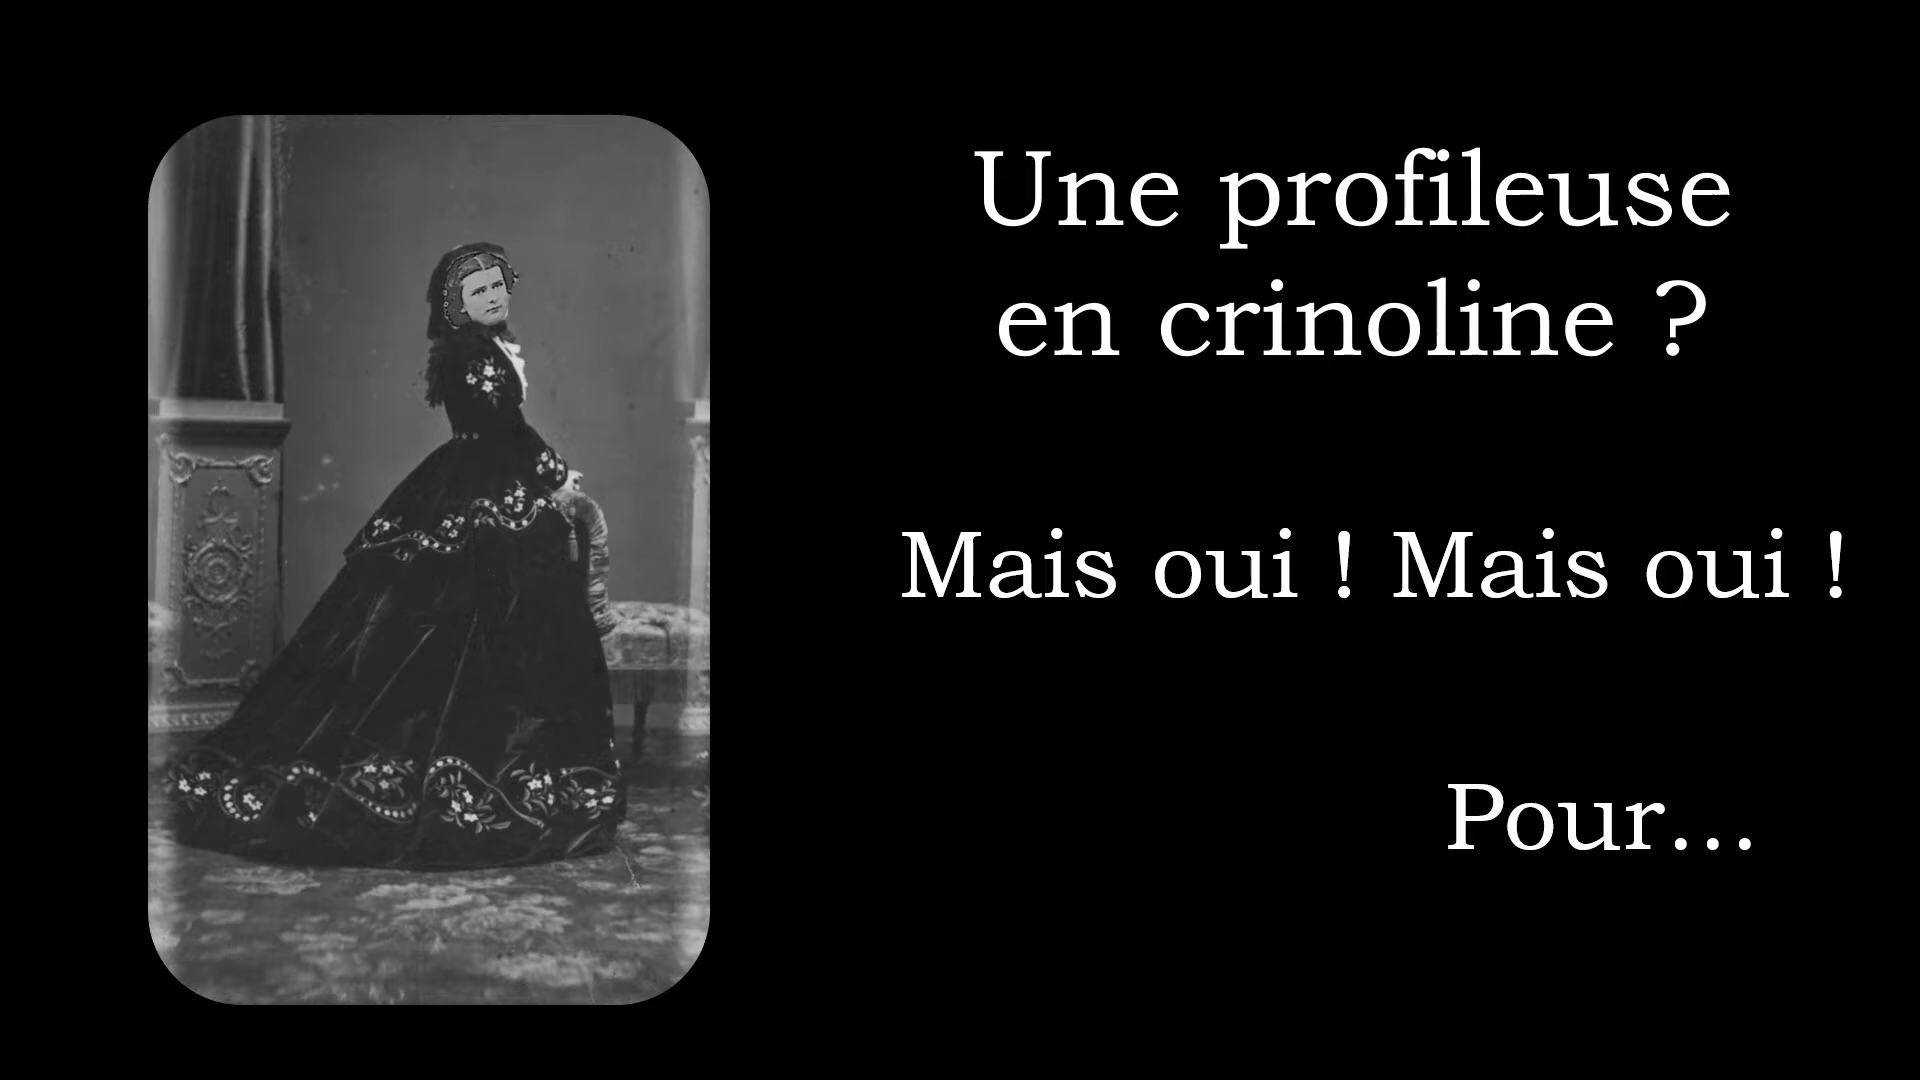 Une profileuse
en crinoline ?
Mais oui ! Mais oui !
Pour...